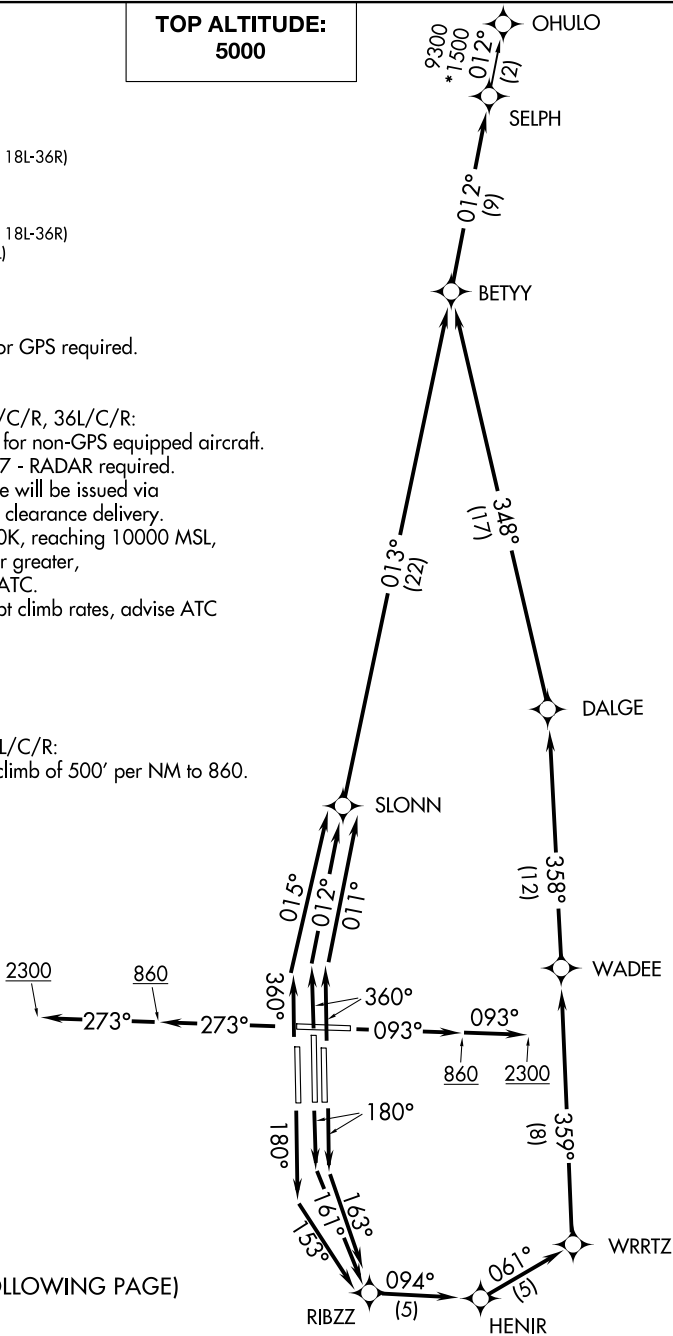 TOP ALTITUDE:
5000
OHULO
9300
*1500
012°
(2)
SELPH
18L-36R)
012°
(9)
18L-36R)
)
BETYY
or GPS required.
/C/R, 36L/C/R:
for non-GPS equipped aircraft.
7 - RADAR required.
e will be issued via
clearance delivery.
0K, reaching 10000 MSL,
r greater,
ATC.
pt climb rates, advise ATC
348°
(17)
013°
(22)
DALGE
L/C/R:
climb of 500' per NM to 860.
SLONN
358°
(12)
015°
012°
011°
2300
860
WADEE
360°
360°
273°
273°
093°
093°
860
2300
180°
180°
359°
(8)
153°
161°
163°
WRRTZ
OLLOWING PAGE)
094°
(5)
061°
(5)
RIBZZ
HENIR